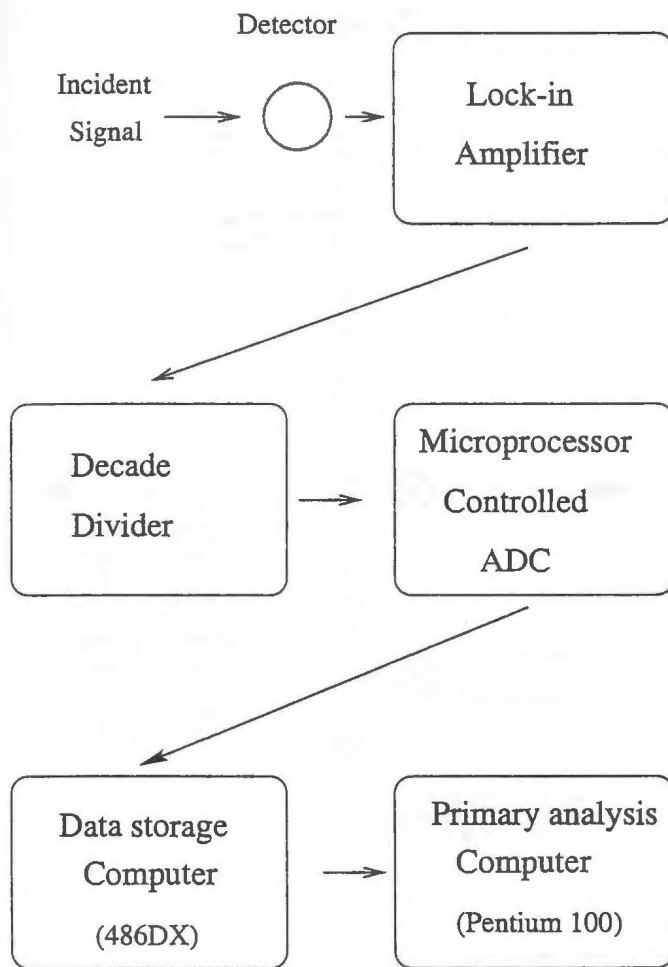 Detector
Incident
Signal
Lock-in
Amplifier
Decade
Divider
Microprocessor
Controlled
ADC
Data storage
Computer
(486DX)
Primary analysis
Computer
(Pentium 100)